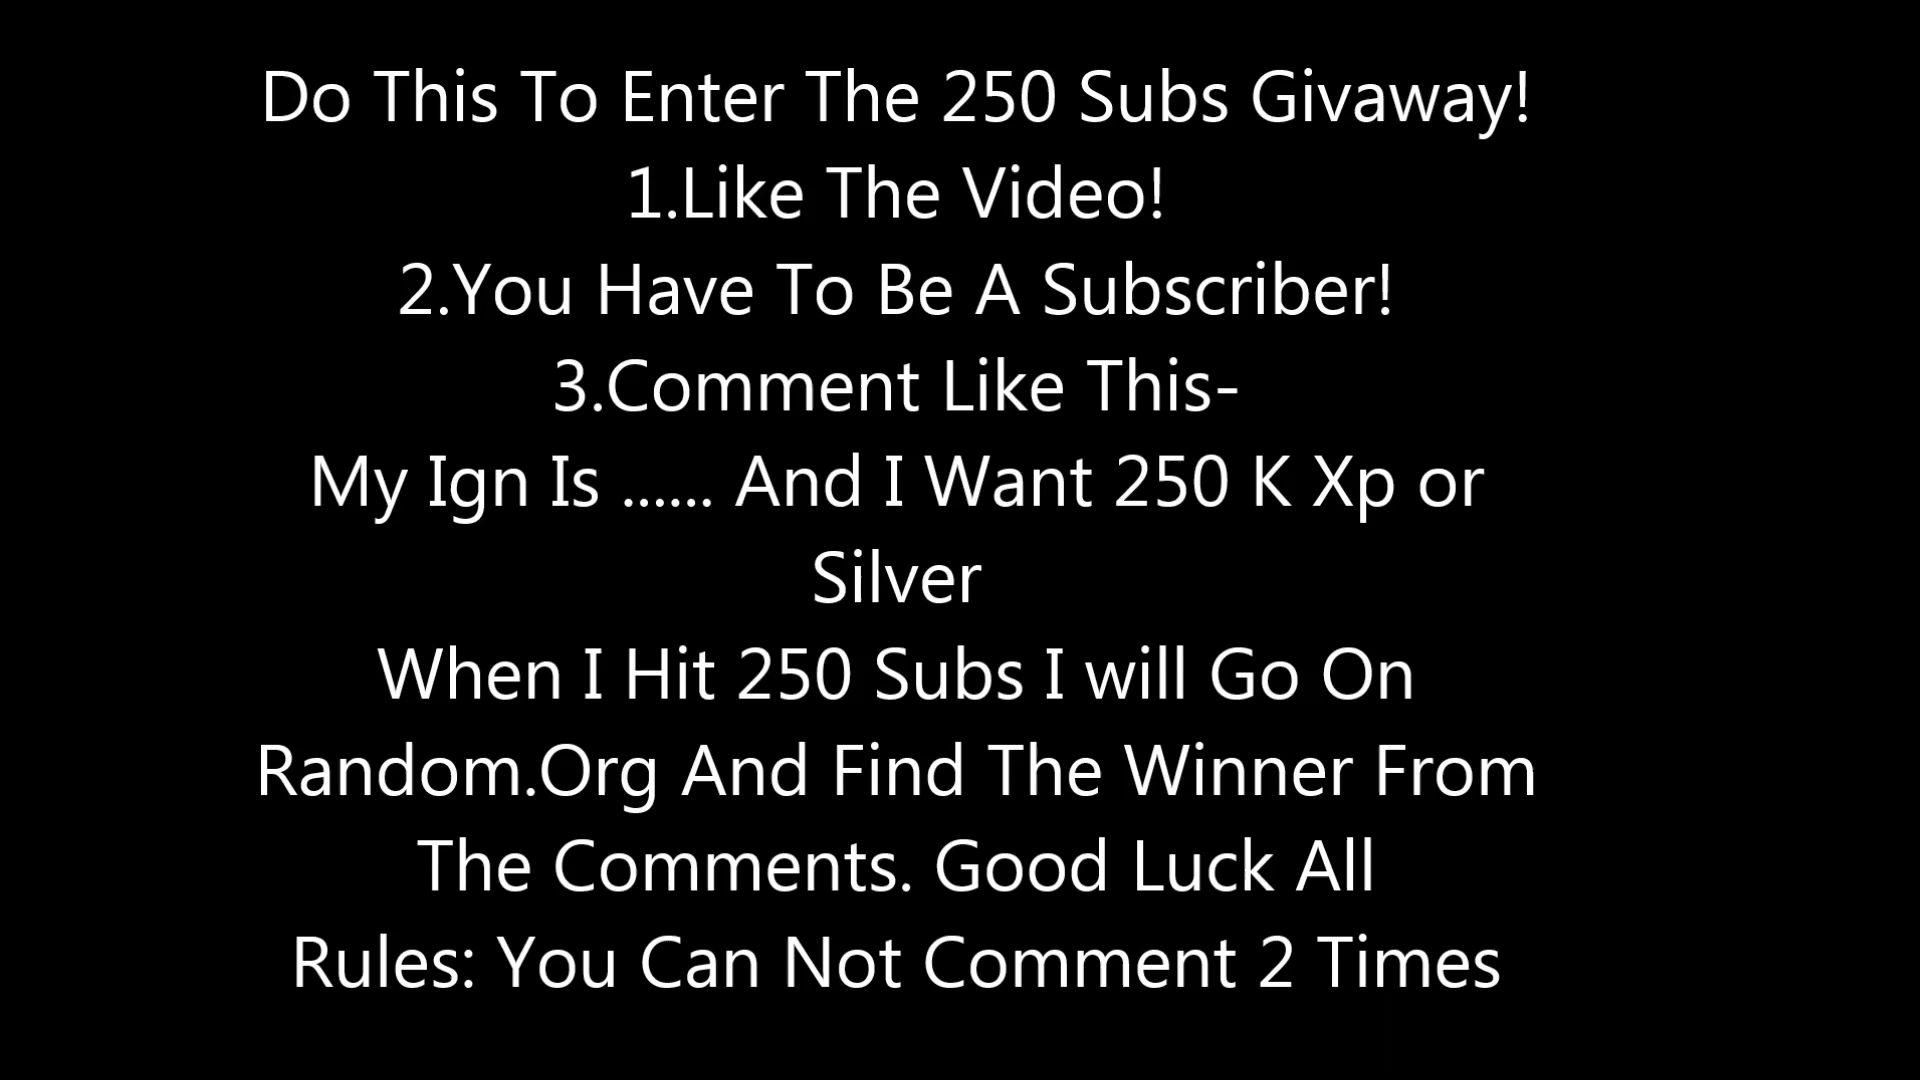 Do This To Enter The 250 Subs Givaway!
1.Like The Video!
2.You Have To Be A Subscriber!
3.Comment Like This-
My Ign Is ...... And I Want 250 K Xp or
Silver
When I Hit 250 Subs I will Go On
Random.Org And Find The Winner From
The Comments. Good Luck All
Rules: You Can Not Comment 2 Times